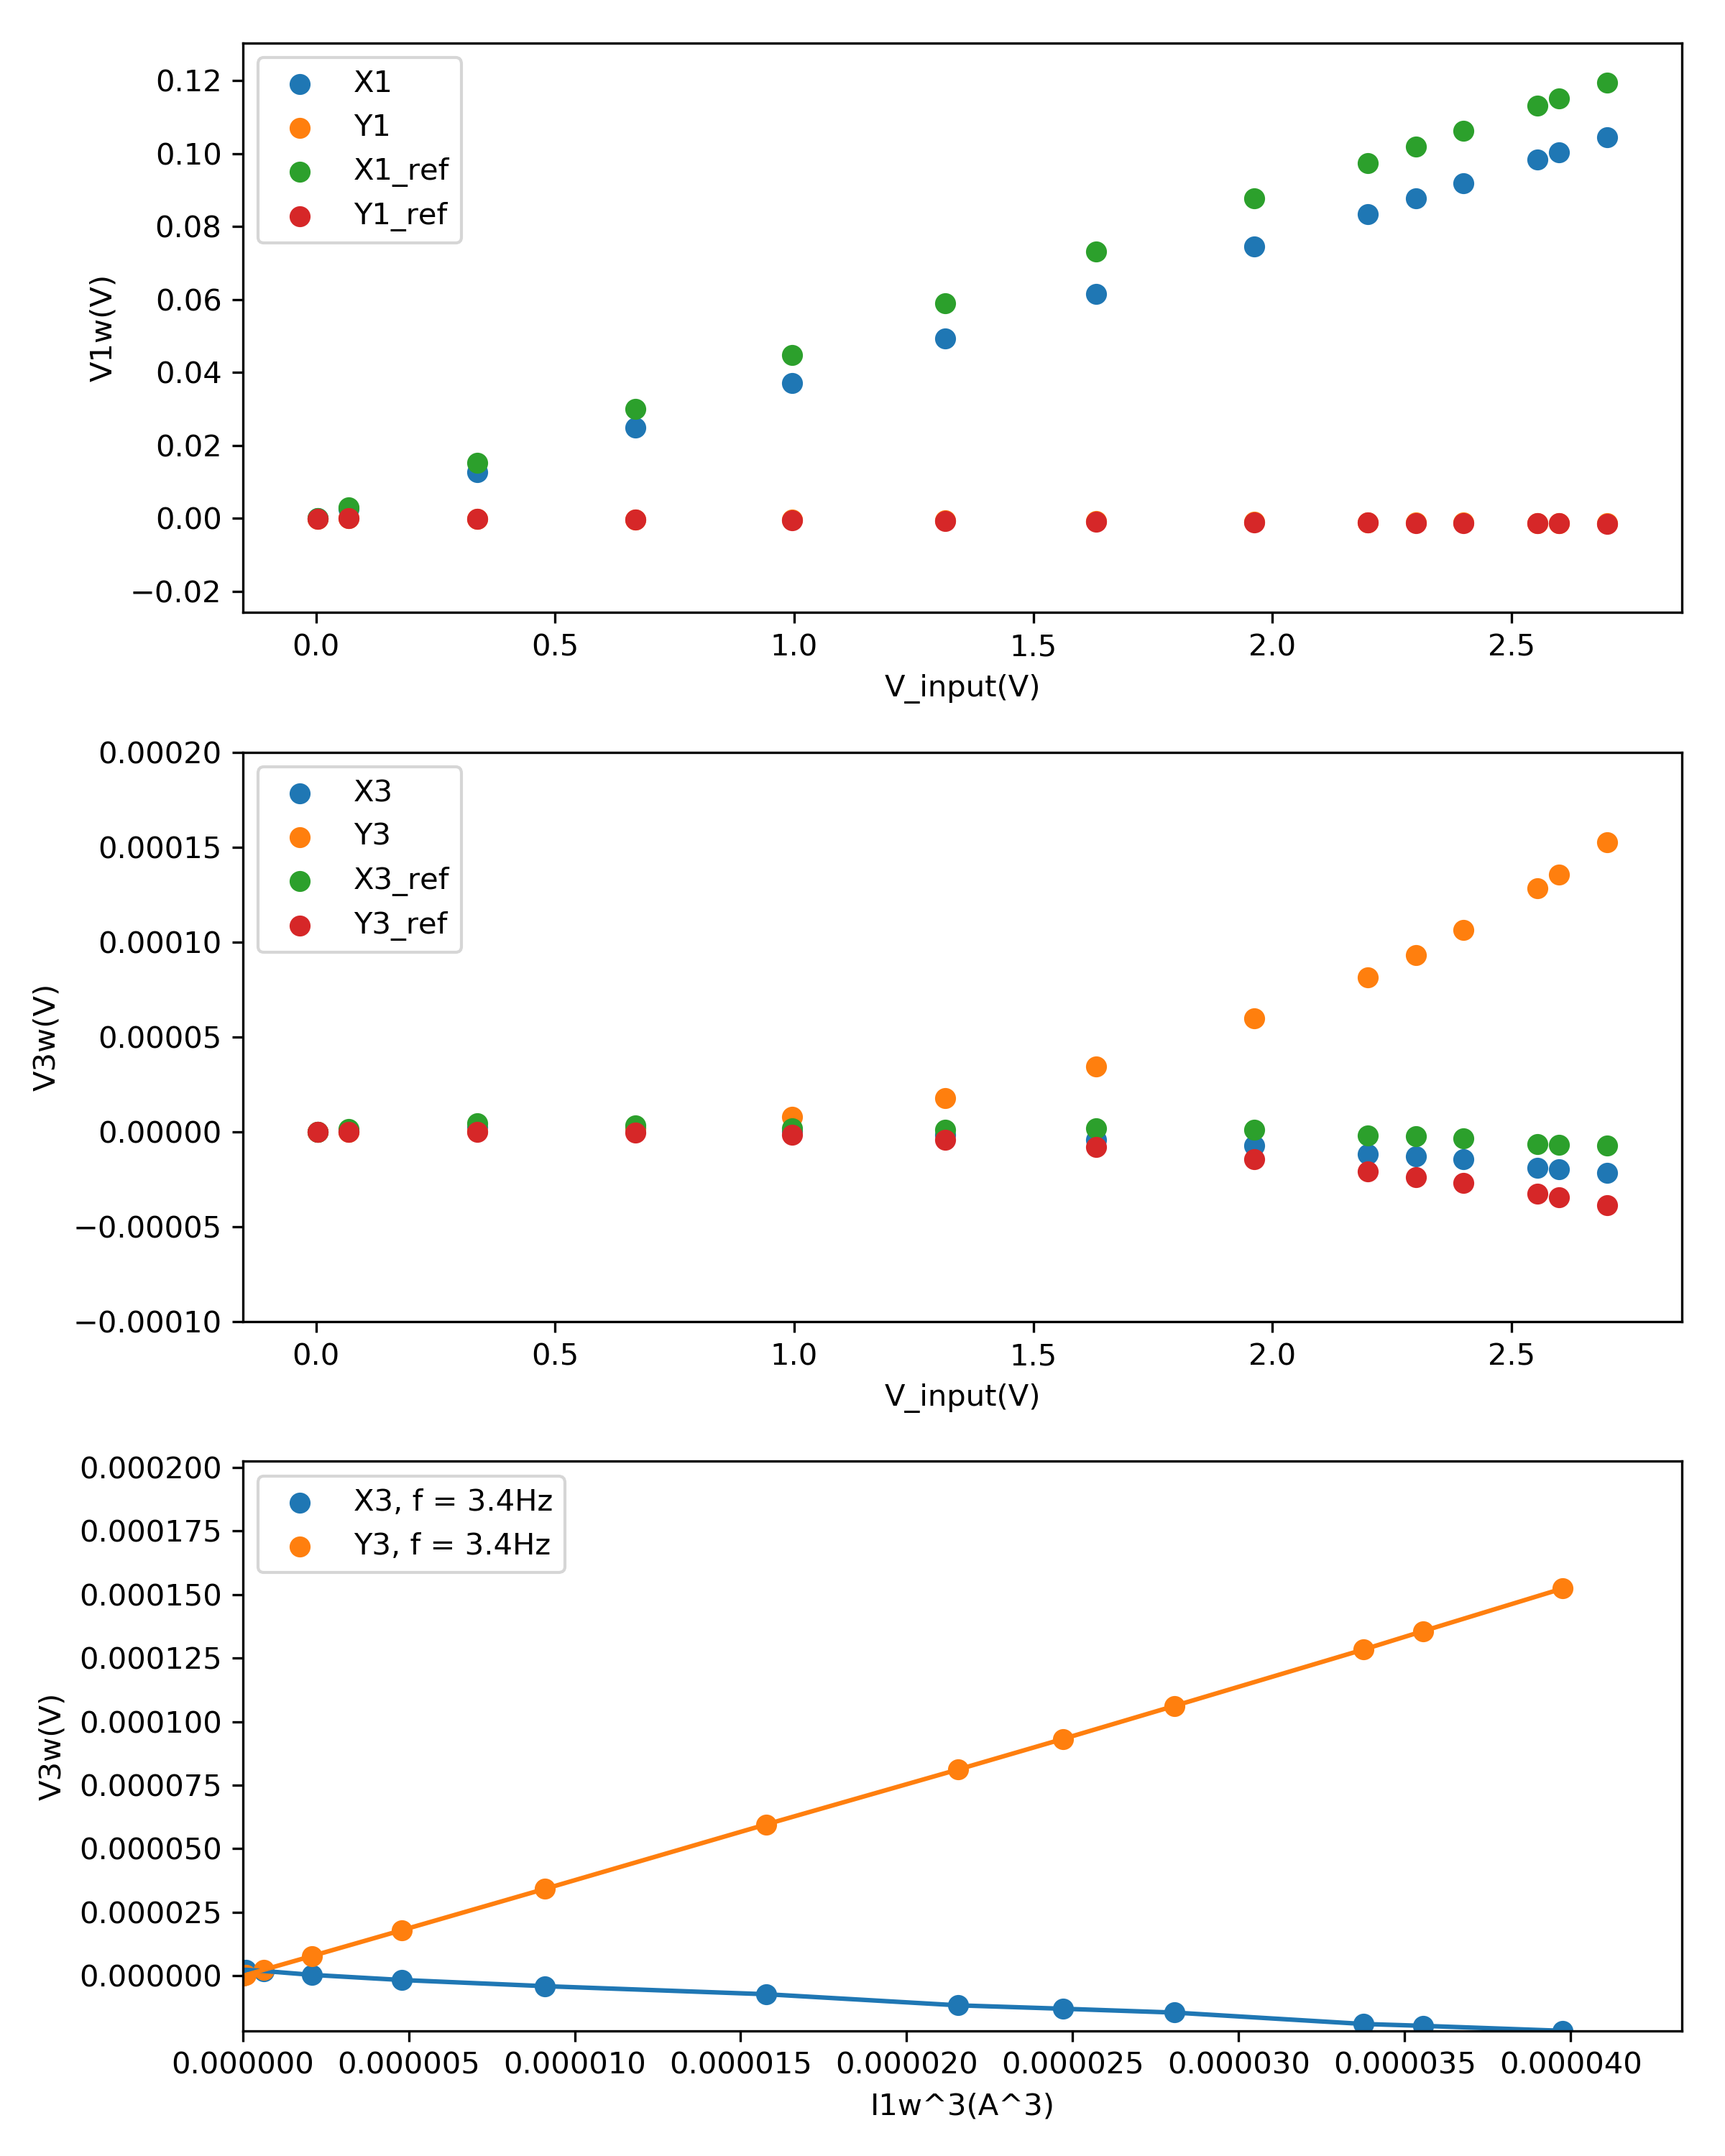 0.12
0.10
0.08
0.06
0.04
0.02
0.00
−0.02
V1w(V)
X1
Y1
X1_ref
Y1_ref
0.0 0.5 1.0 1.5 2.0 2.5
V_input(V)
0.00020
0.00015
0.00010
0.00005
0.00000
−0.00005
−0.00010
V3w(V)
X3
Y3
X3_ref
Y3_ref
0.0 0.5 1.0 1.5 2.0 2.5
V_input(V)
0.000200
0.000175
0.000150
0.000125
0.000100
0.000075
0.000050
0.000025
0.000000
V3w(V)
X3, f = 3.4Hz
Y3, f = 3.4Hz
0.000000 0.000005 0.000010 0.000015 0.000020 0.000025 0.000030 0.000035 0.000040
I1w^3(A^3)